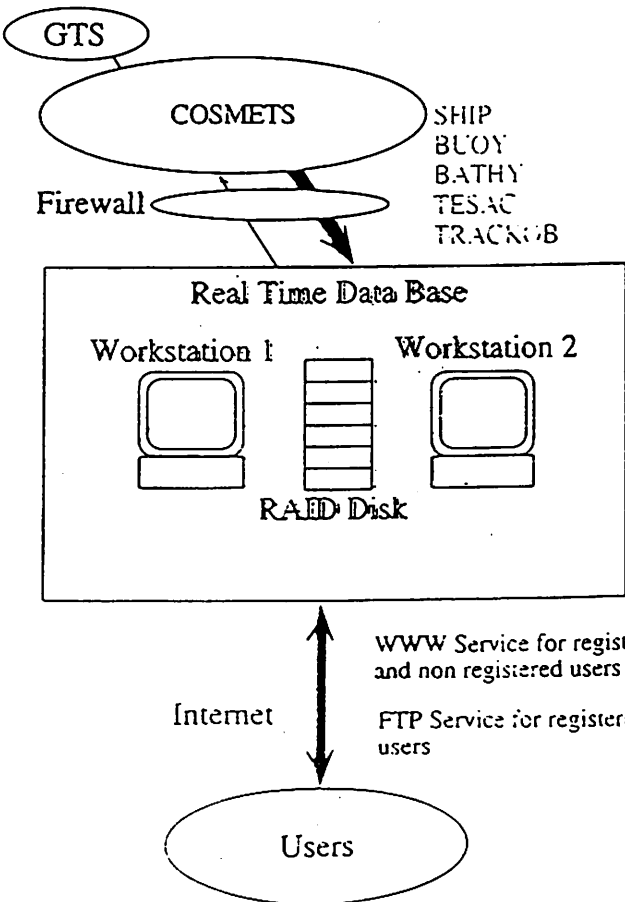 GTS
COSMETS
SHIP
BUOY
BATHY
TESAC
TRACKOB
Firewall
Real Time Data Base
Workstation 1
Workstation 2
RAID Disk
WWW Service for regist
and non registered users
Internet
FTP Service for register
users
Users